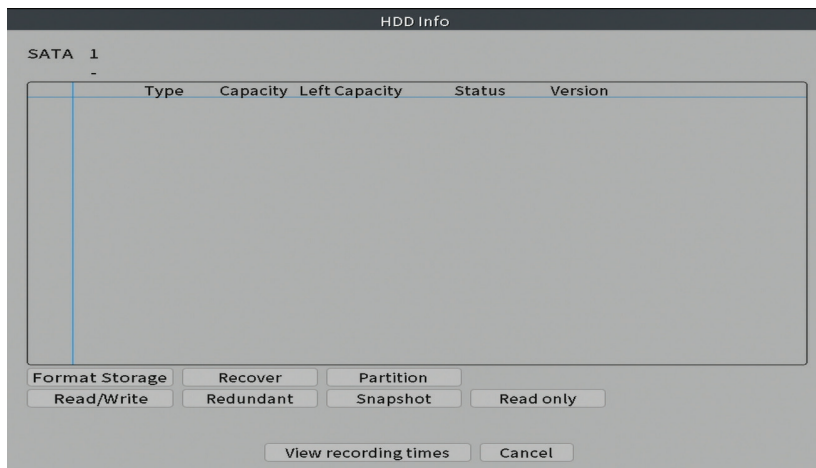 HDD Info
SATA 1
-
Type Capacity Left Capacity Status Version
Format Storage Recover Partition
Read/Write Redundant Snapshot Read only
View recording times Cancel